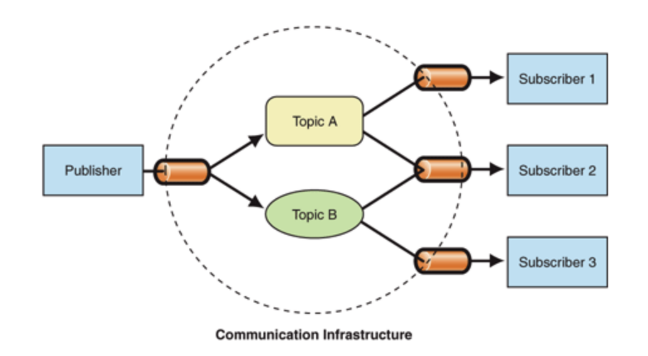 Publisher
Topic A
Topic B
Subscriber 1
Subscriber 2
Subscriber 3
Communication Infrastructure